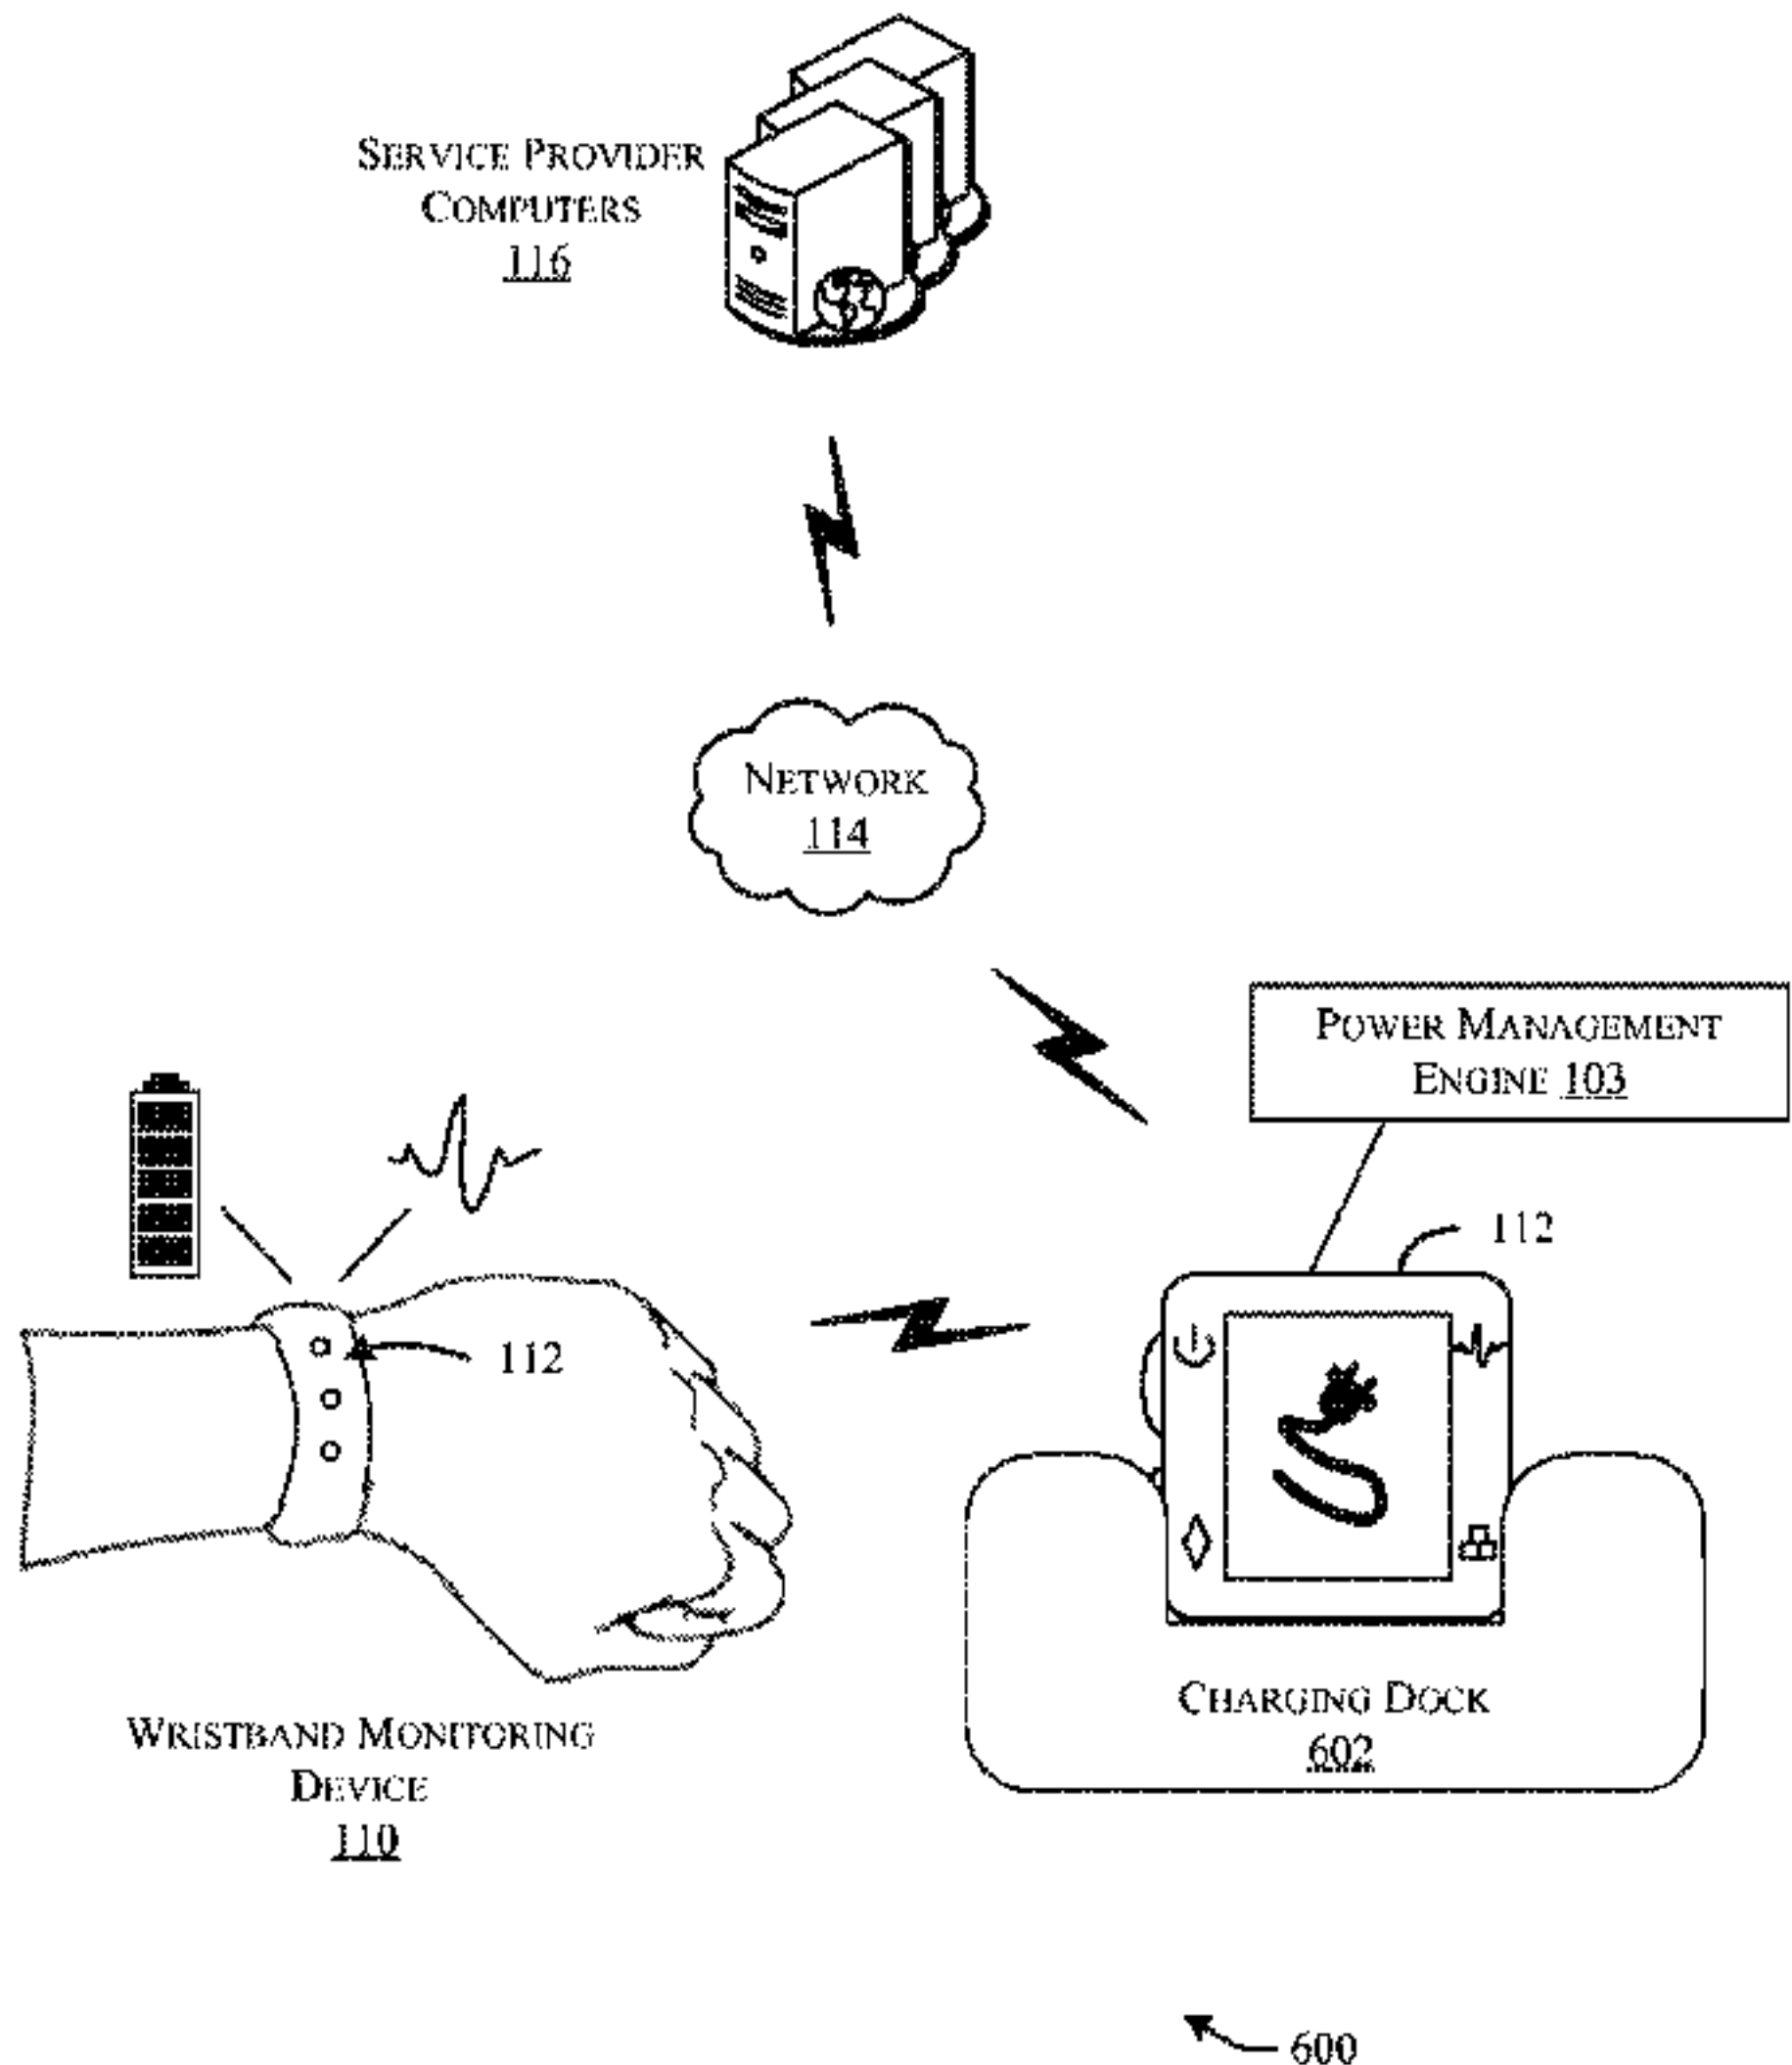 SERVICE PROVIDER
COMPUTERS
116
NETWORK
114
POWER MANAGEMENT
ENGINE 103
112
112
CHARGING DOCK
602
WRISTBAND MONITORING
DEVICE
110
600